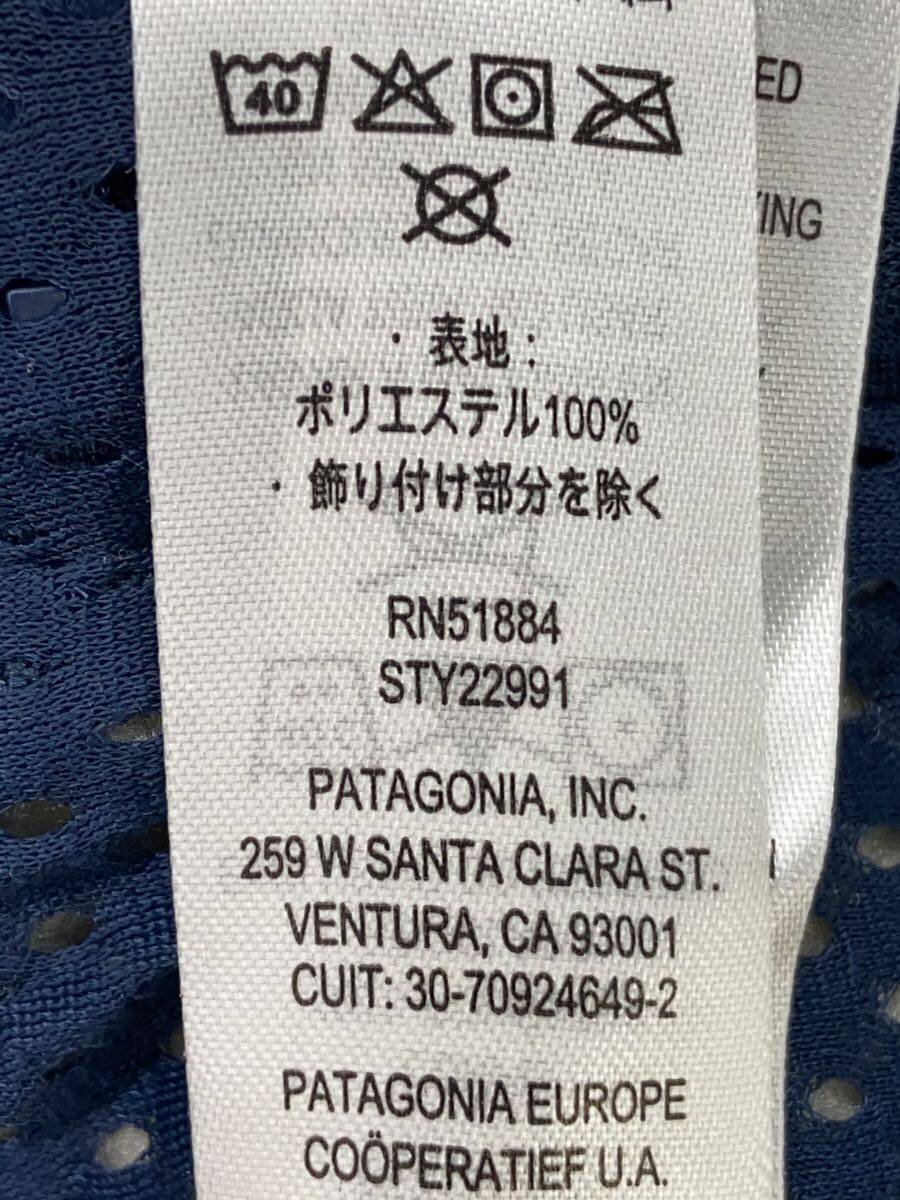 40
・表地：
ポリエステル100%
・飾り付け部分を除く
RN51884
STY22991
PATAGONIA, INC.
259 W SANTA CLARA ST.
VENTURA, CA 93001
CUIT: 30-70924649-2
PATAGONIA EUROPE
COÖPERATIEF U.A.